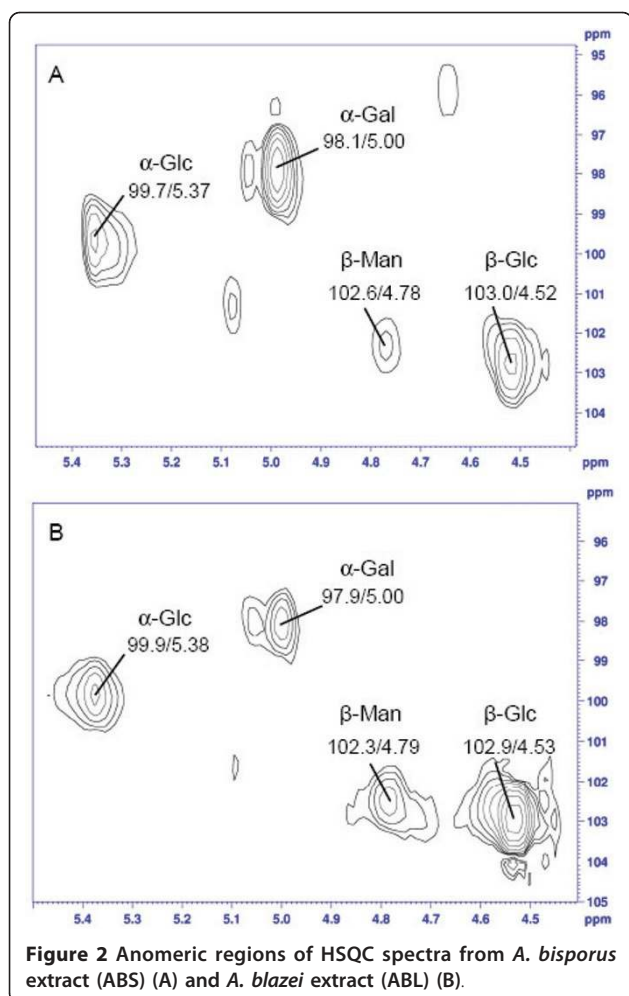 ppm
95
A
96
α-Gal
98.1/5.00
97
α-Glc
99.7/5.37
98
99
β-Man
β-Glc
100
102.6/4.78
103.0/4.52
101
102
103
104
5.4 5.3 5.2 5.1 5.0 4.9 4.8 4.7 4.6 4.5 ppm
ppm
B
96
α-Gal
97.9/5.00
97
α-Glc
99.9/5.38
98
99
β-Man
β-Glc
100
102.3/4.79
102.9/4.53
101
102
103
104
105
5.4 5.3 5.2 5.1 5.0 4.9 4.8 4.7 4.6 4.5 ppm
Figure 2 Anomeric regions of HSQC spectra from A. bisporus
extract (ABS) (A) and A. blazei extract (ABL) (B).